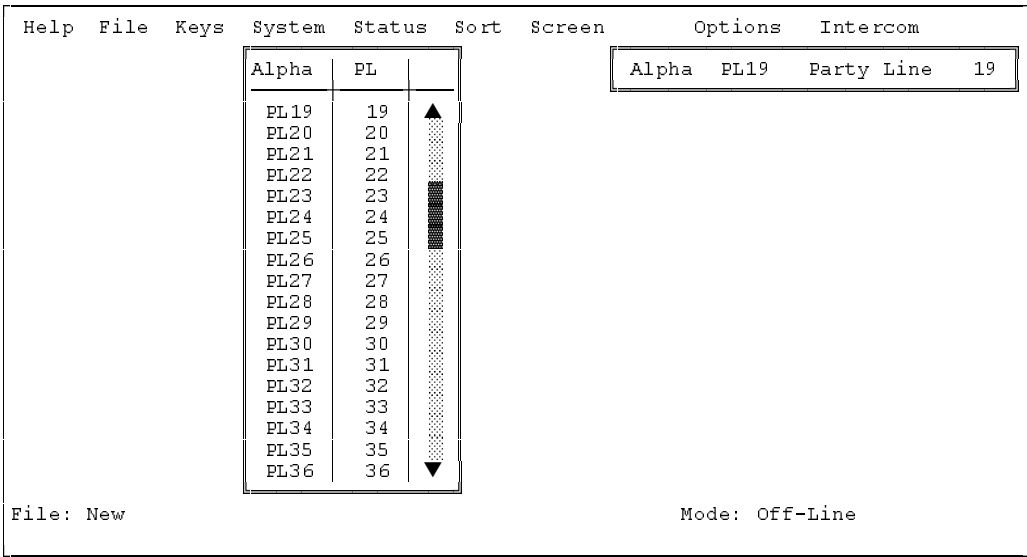 Help File Keys System Status Sort Screen Options Intercom
Alpha PL
Alpha PL19 Party Line 19
PL19 19
PL20 20
PL21 21
PL22 22
PL23 23
PL24 24
PL25 25
PL26 26
PL27 27
PL28 28
PL29 29
PL30 30
PL31 31
PL32 32
PL33 33
PL34 34
PL35 35
PL36 36
File: New Mode: Off-Line